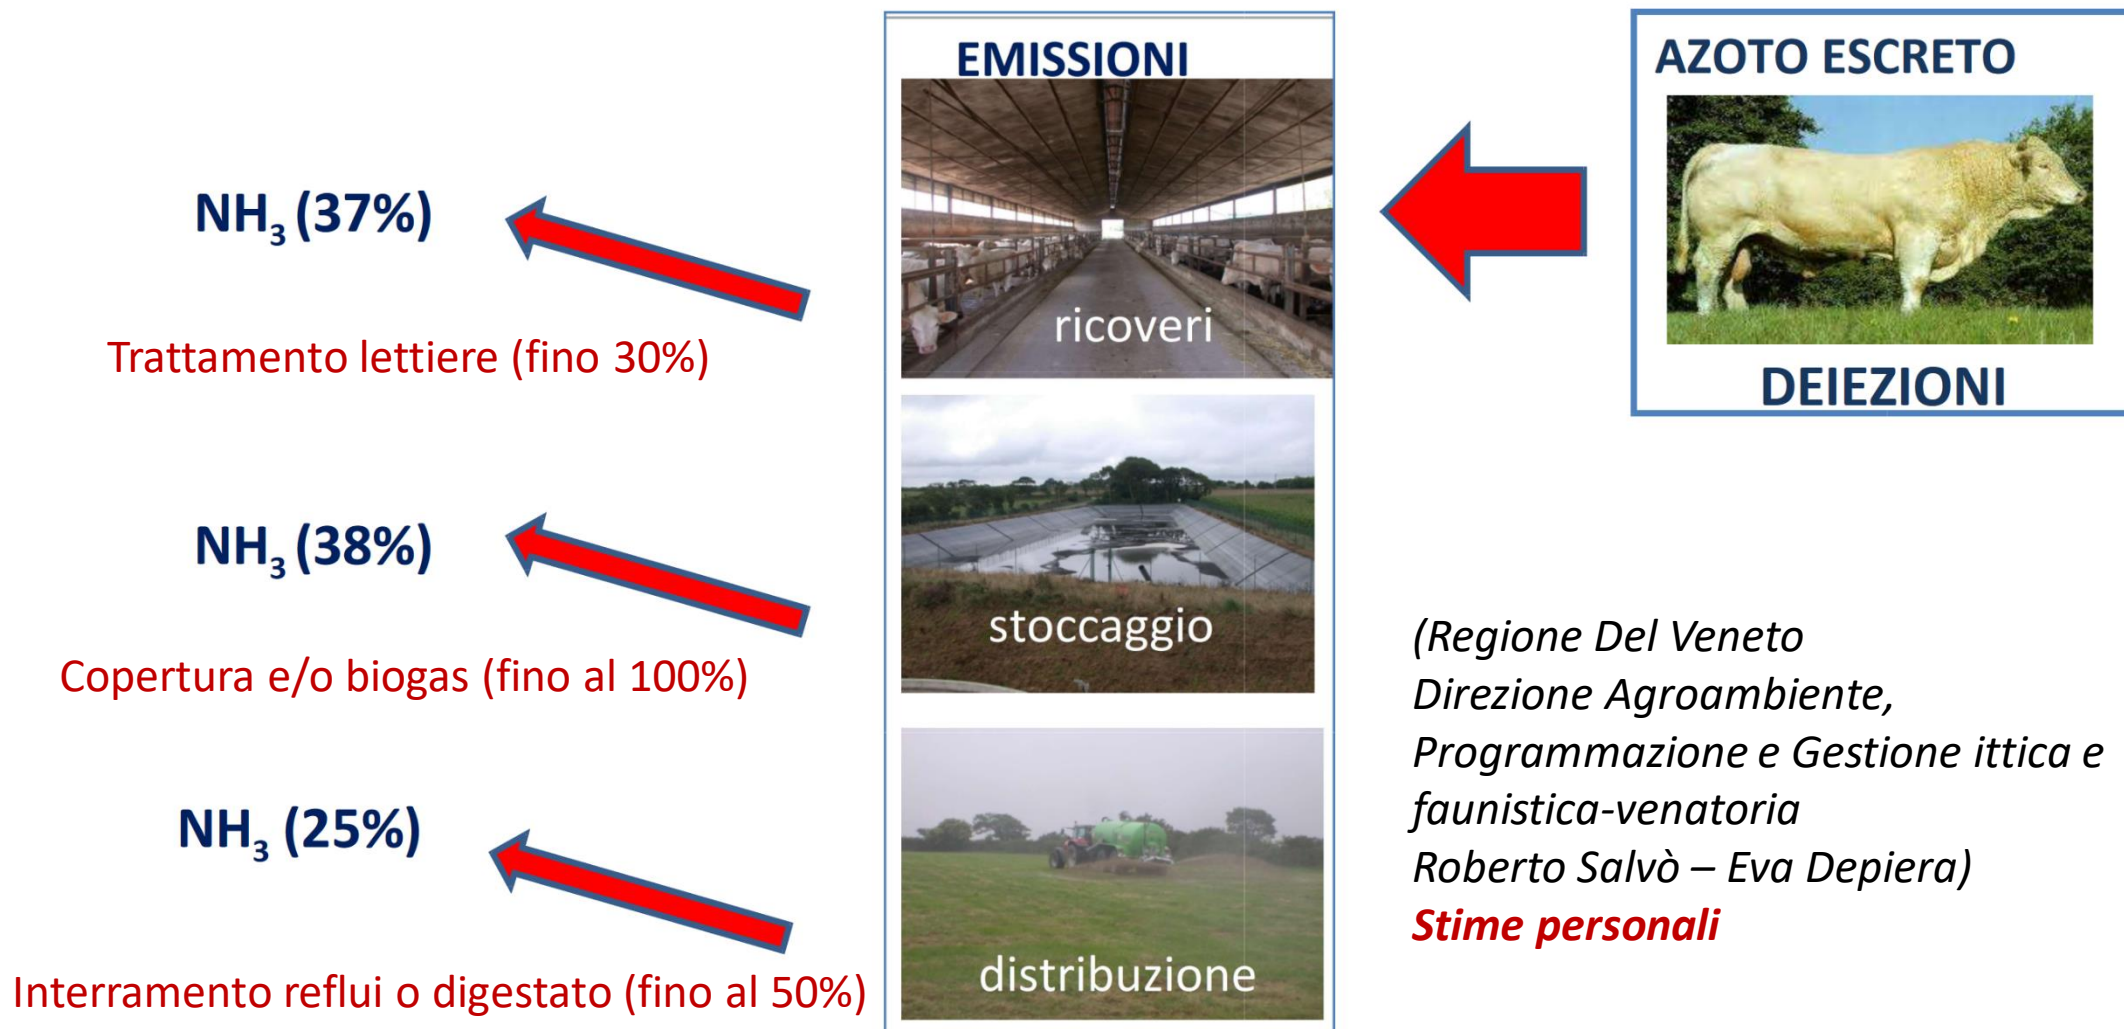 EMISSIONI
AZOTO ESCRETO
NH₃ (37%)
ricoveri
Trattamento lettiere (fino 30%)
DEIEZIONI
NH₃ (38%)
stoccaggio
Copertura e/o biogas (fino al 100%)
NH₃ (25%)
distribuzione
Interramento reflui o digestato (fino al 50%)
(Regione Del Veneto
Direzione Agroambiente,
Programmazione e Gestione ittica e
faunistica-venatoria
Roberto Salvò – Eva Depiera)
Stime personali